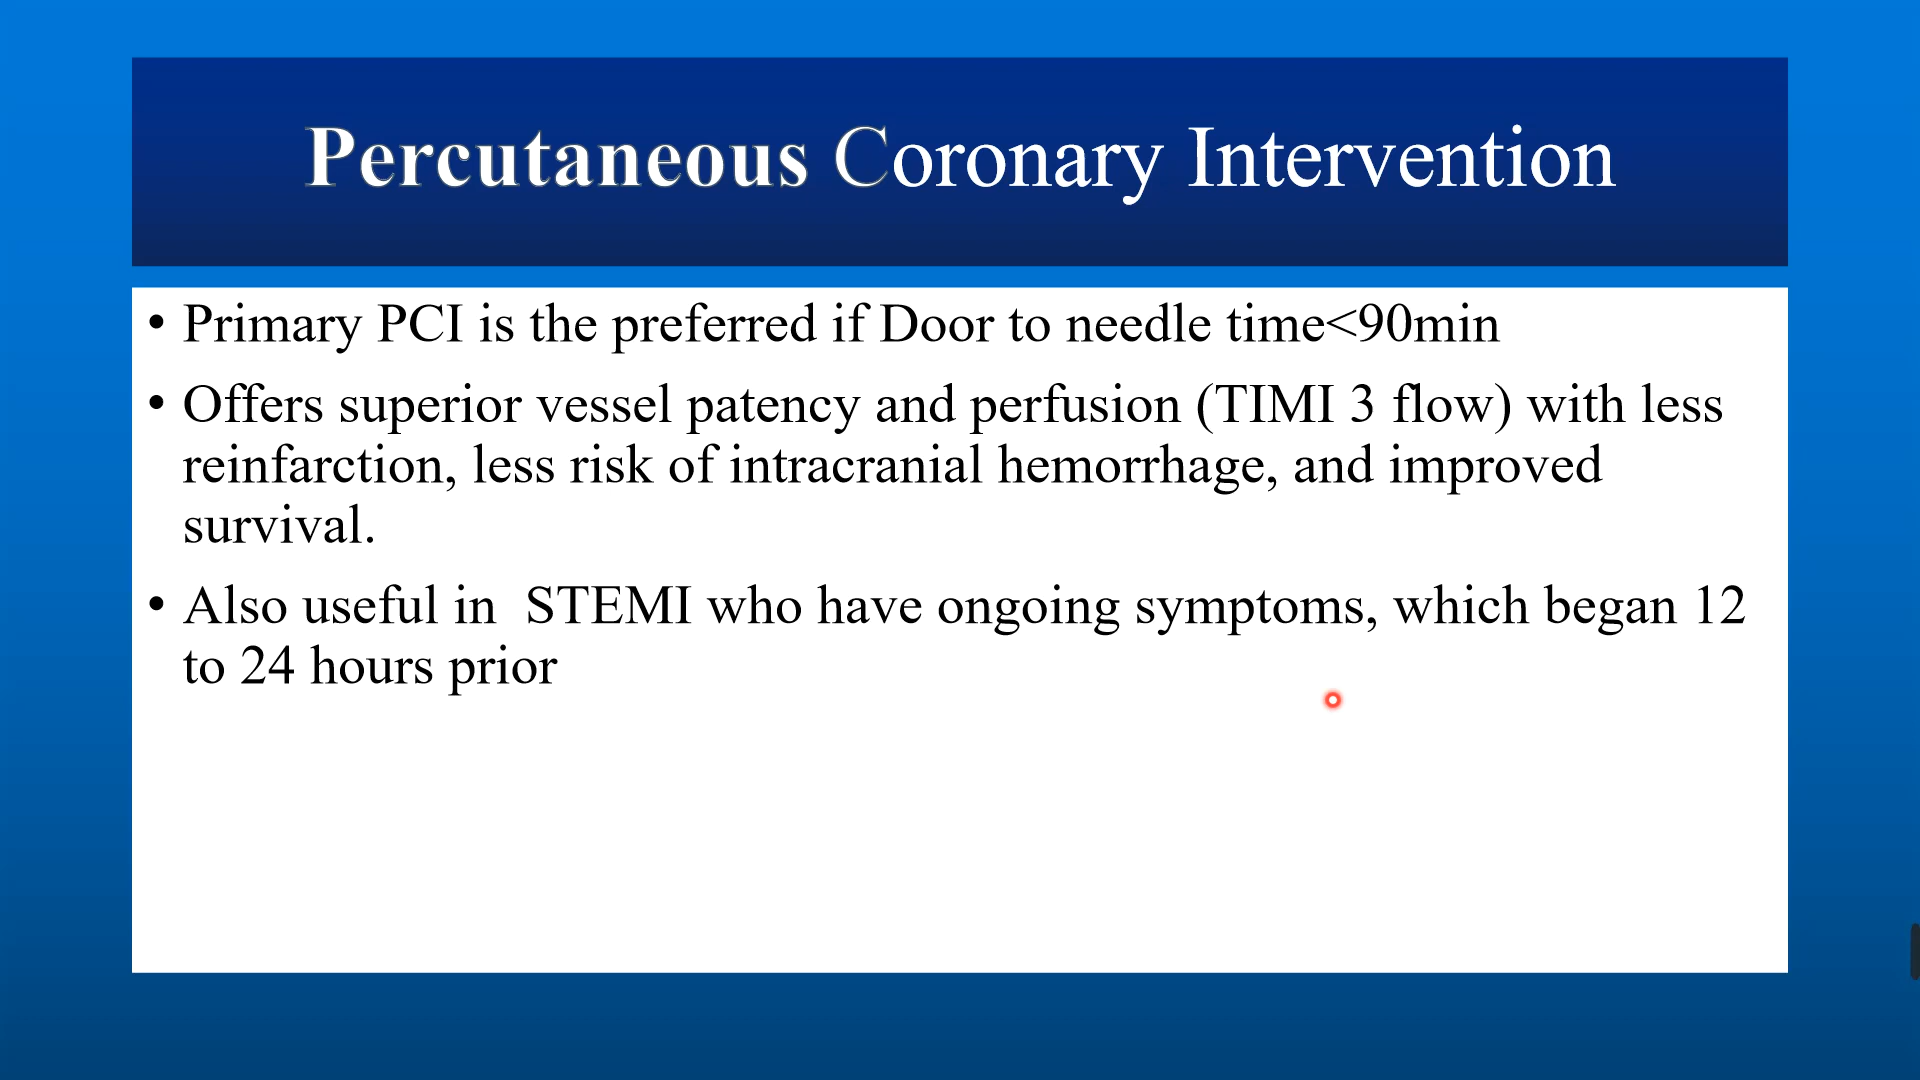 Percutaneous Coronary Intervention
• Primary PCI is the preferred if Door to needle time<90min
• Offers superior vessel patency and perfusion (TIMI 3 flow) with less
reinfarction, less risk of intracranial hemorrhage, and improved
survival.
• Also useful in  STEMI who have ongoing symptoms, which began 12
to 24 hours prior